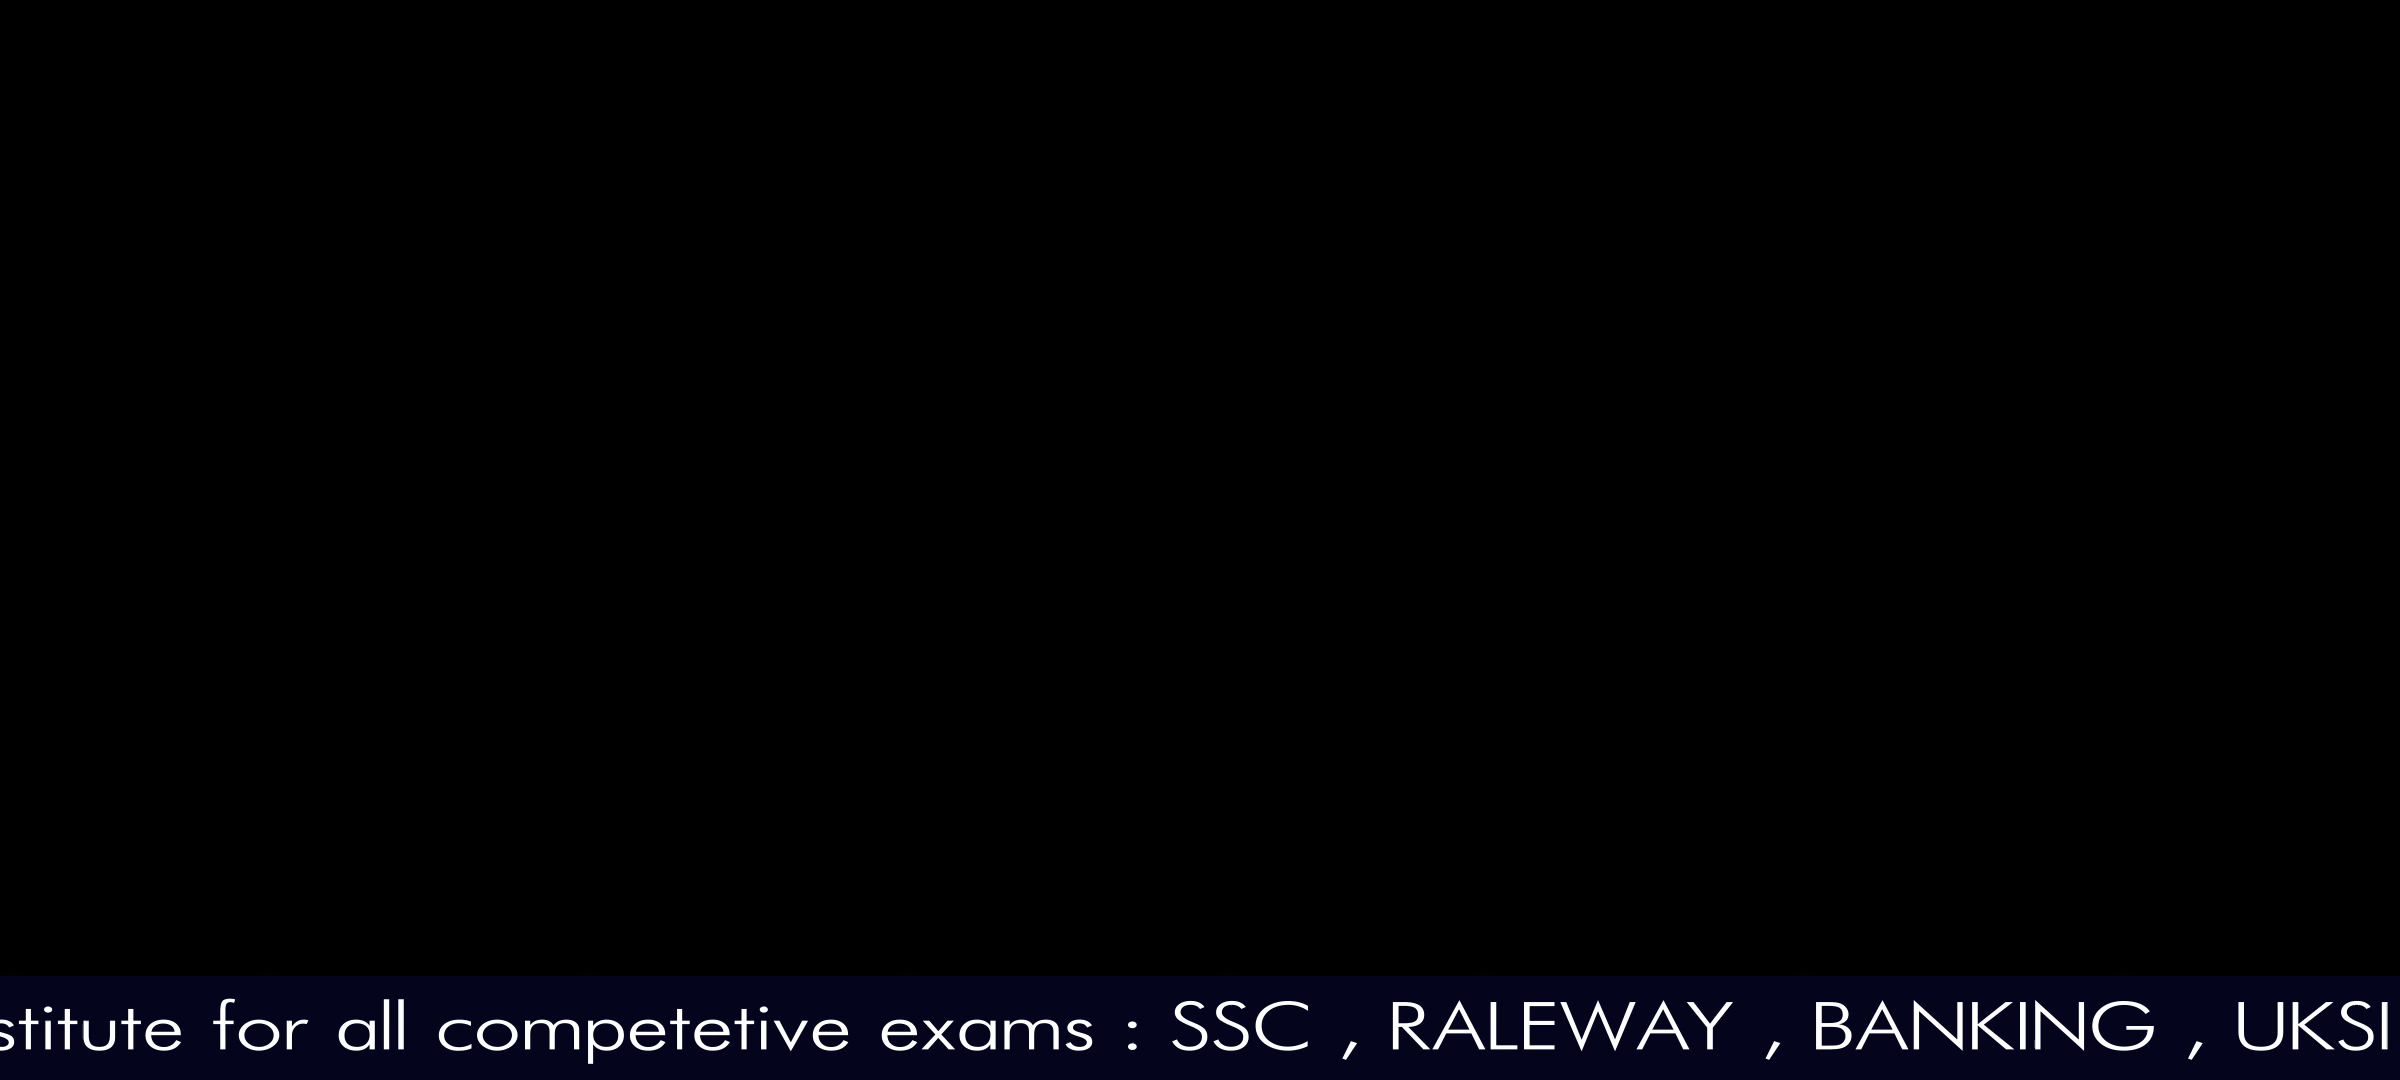 stitute for all competetive exams : SSC , RALEWAY , BANKING , UKSI